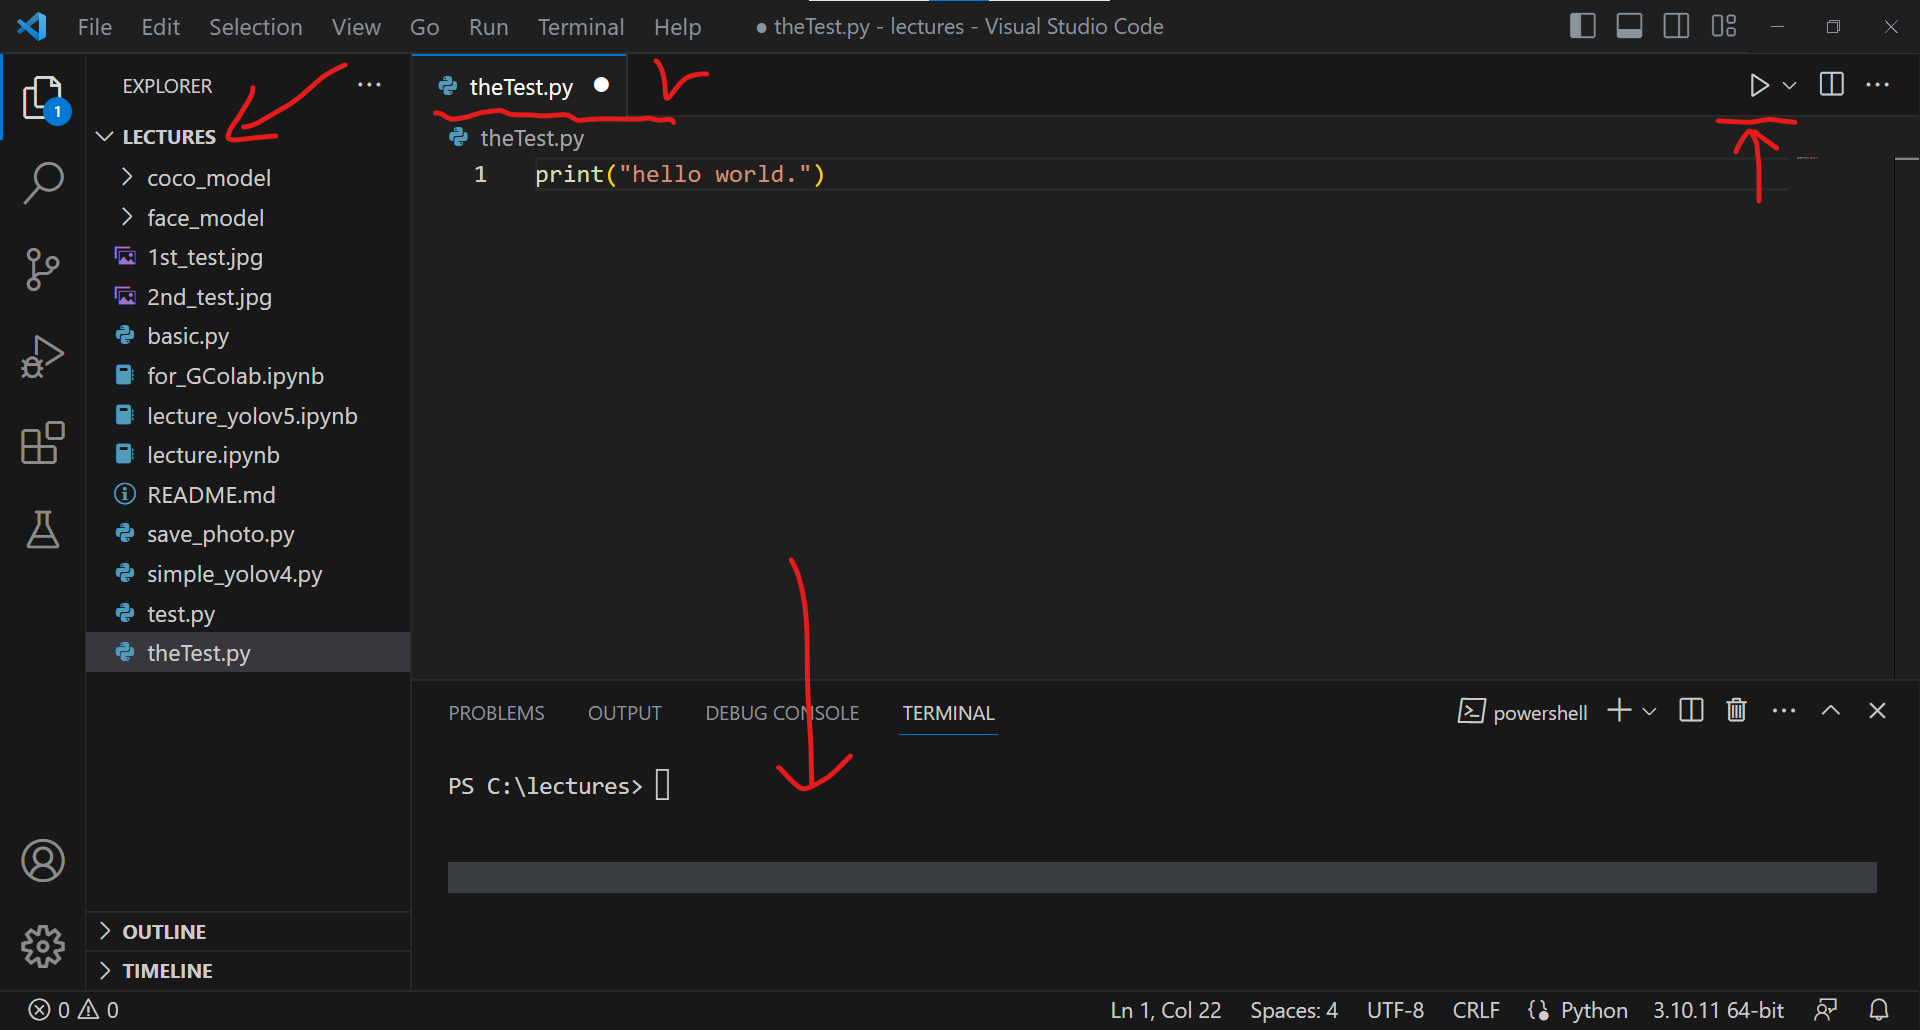 File Edit Selection View Go Run Terminal Help ● theTest.py - lectures - Visual Studio Code
EXPLORER
1
LECTURES
coco_model
face_model
1st_test.jpg
2nd_test.jpg
basic.py
for_GColab.ipynb
lecture_yolov5.ipynb
lecture.ipynb
README.md
save_photo.py
simple_yolov4.py
test.py
theTest.py
OUTLINE
TIMELINE
theTest.py
theTest.py
1 print("hello world.")
PROBLEMS OUTPUT DEBUG CONSOLE TERMINAL powershell
PS C:\lectures>
0 0 Ln 1, Col 22 Spaces: 4 UTF-8 CRLF Python 3.10.11 64-bit